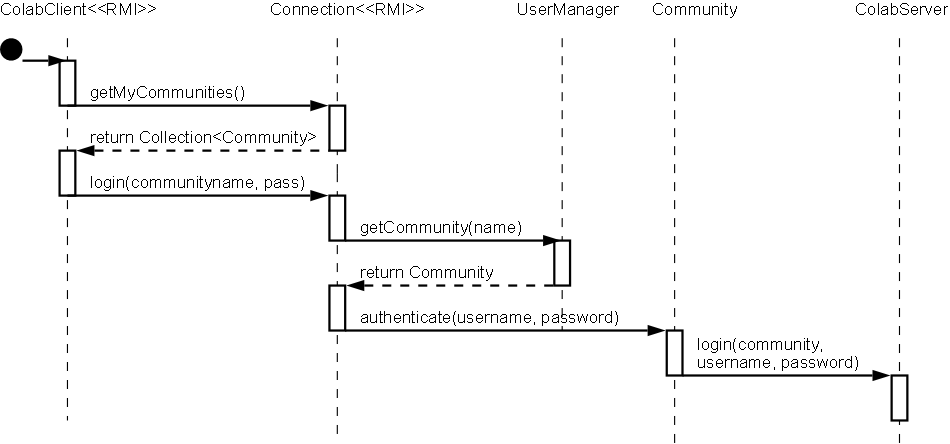 ColabClient<<RMI>>
Connection<<RMI>>
UserManager
Community
ColabServer
getMyCommunities()
return Collection<Community>
login(communityname, pass)
getCommunity(name)
return Community
authenticate(username, password)
login(community,
username, password)